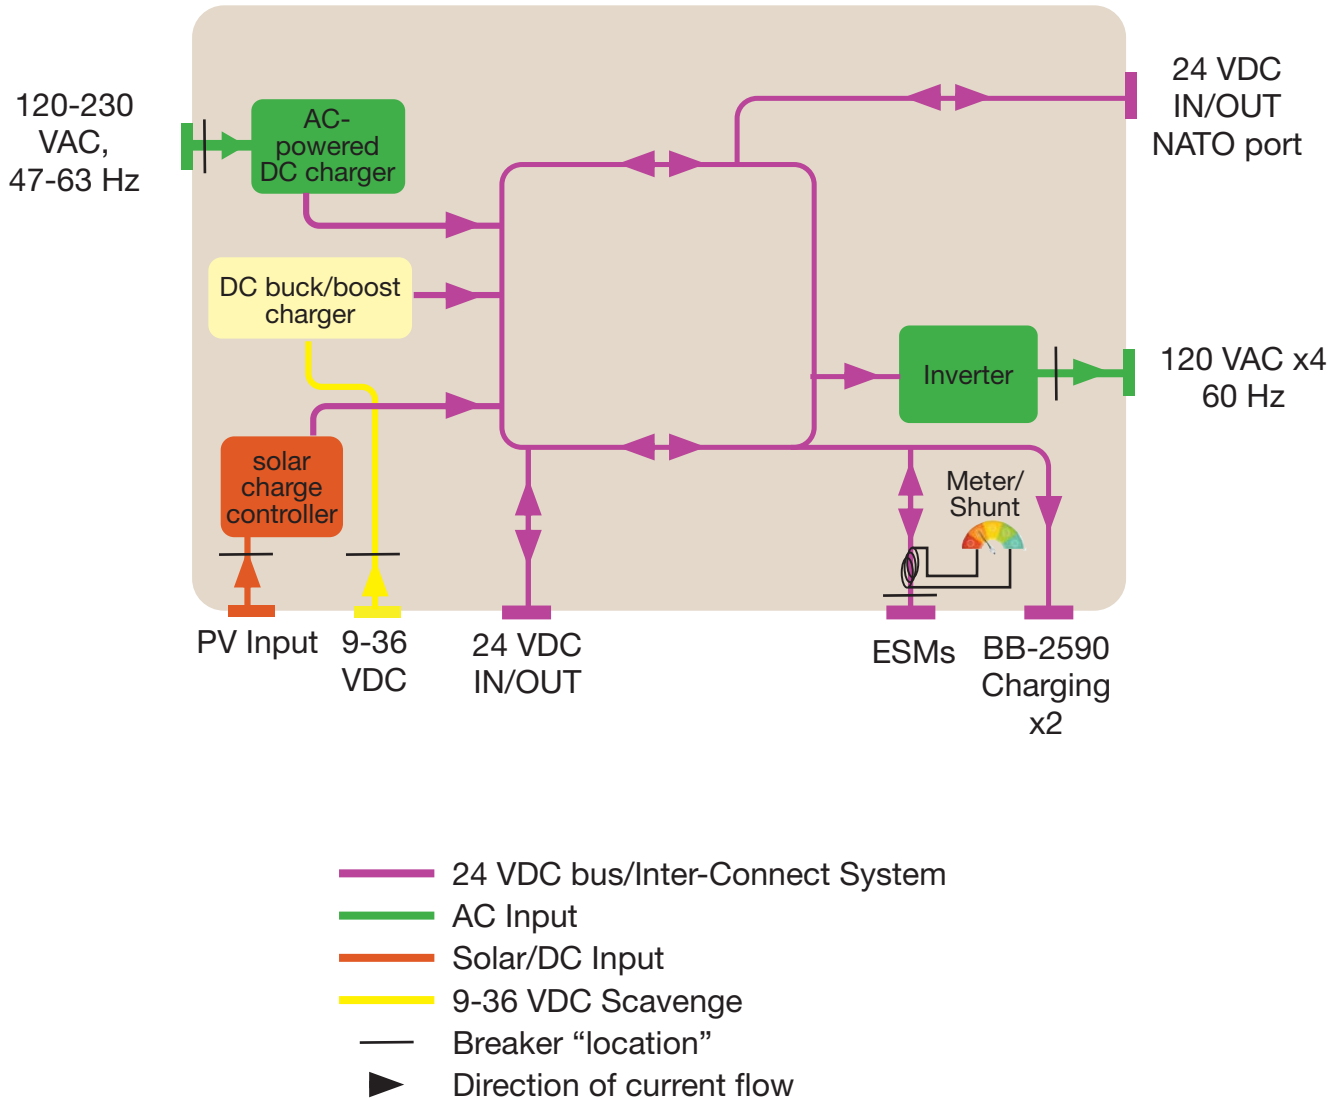 120-230
VAC,
47-63 Hz
AC-
powered
DC charger
24 VDC
IN/OUT
NATO port
DC buck/boost
charger
Inverter
120 VAC x4
60 Hz
solar
charge
controller
Meter/
Shunt
PV Input
9-36
VDC
24 VDC
IN/OUT
ESMs
BB-2590
Charging
x2
24 VDC bus/Inter-Connect System
AC Input
Solar/DC Input
9-36 VDC Scavenge
Breaker “location”
Direction of current flow